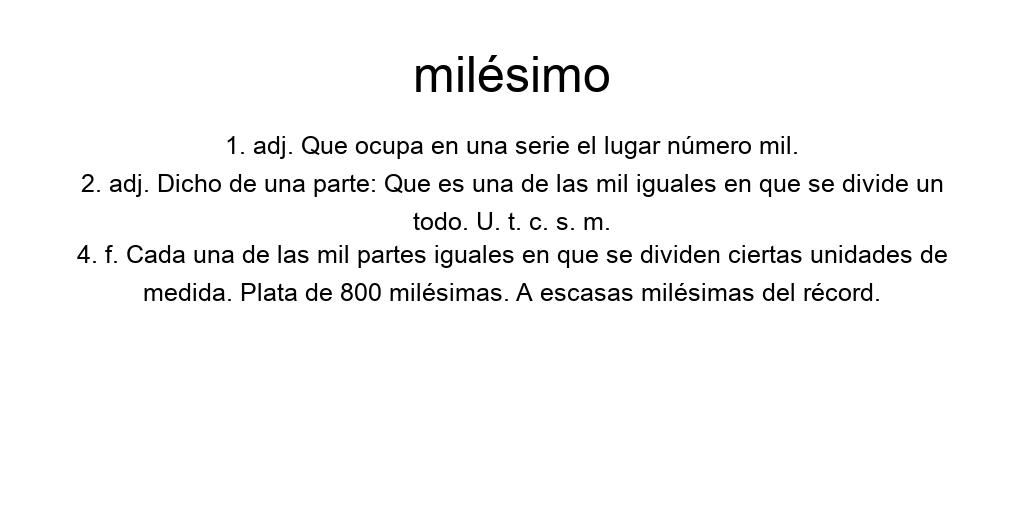 milésimo
1. adj. Que ocupa en una serie el lugar número mil.
2. adj. Dicho de una parte: Que es una de las mil iguales en que se divide un
todo. U. t. c. s. m.
4. f. Cada una de las mil partes iguales en que se dividen ciertas unidades de
medida. Plata de 800 milésimas. A escasas milésimas del récord.